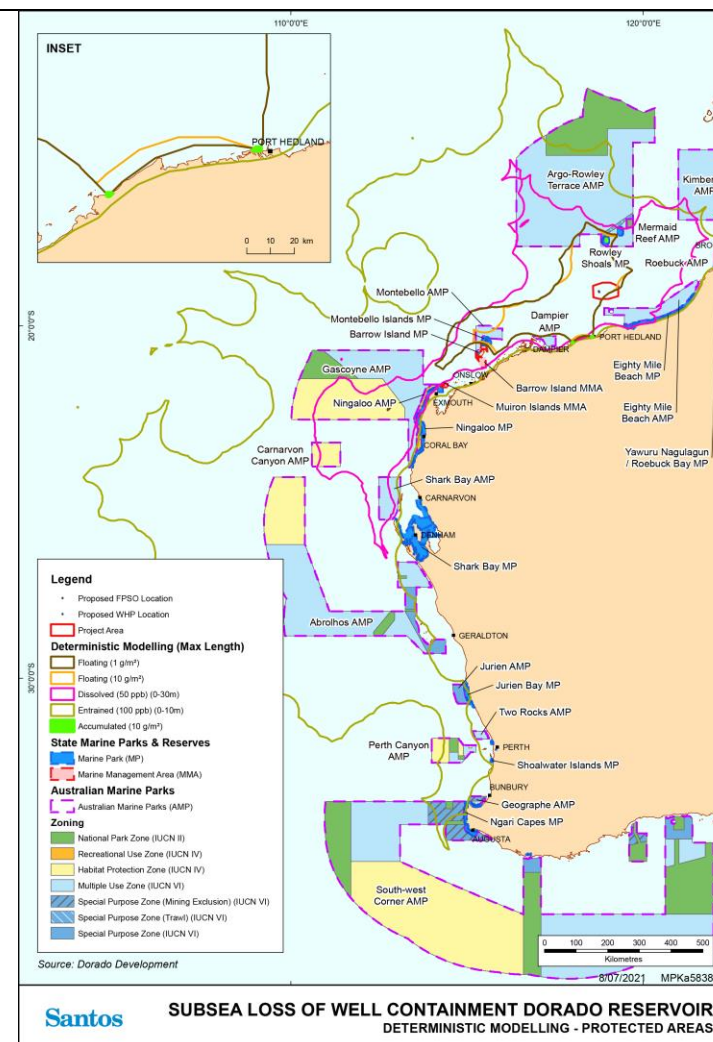 110°0'0"E
120°0'0"E
INSET
PORT HEDLAND
0 10 20 km
20°0'0"S
30°0'0"S
Argo-Rowley
Terrace AMP
Kimber
AMP
Mermaid
Reef AMP
BRO
Rowley
Shoals MP
Roebuck AMP
Montebello AMP
Montebello Islands MP
Barrow Island MP
Dampier
AMP
PORT HEDLAND
DAMPIER
Eighty Mile
Beach MP
Gascoyne AMP
ONSLOW
Barrow Island MMA
Ningaloo AMP
Muiron Islands MMA
EXMOUTH
Eighty Mile
Beach AMP
Ningaloo MP
CORAL BAY
Yawuru Nagulagun
/ Roebuck Bay MP
Carnarvon
Canyon AMP
Shark Bay AMP
CARNARVON
DENHAM
Shark Bay MP
Abrolhos AMP
GERALDTON
Jurien AMP
Jurien Bay MP
Two Rocks AMP
Perth Canyon
AMP
PERTH
Shoalwater Islands MP
BUNBURY
Geographe AMP
Ngari Capes MP
AUGUSTA
South-west
Corner AMP
Legend
Proposed FPSO Location
Proposed WHP Location
Project Area
Deterministic Modelling (Max Length)
Floating (1 g/m²)
Floating (10 g/m²)
Dissolved (50 ppb) (0-30m)
Entrained (100 ppb) (0-10m)
Accumulated (10 g/m²)
State Marine Parks & Reserves
Marine Park (MP)
Marine Management Area (MMA)
Australian Marine Parks
Australian Marine Parks (AMP)
Zoning
National Park Zone (IUCN II)
Recreational Use Zone (IUCN IV)
Habitat Protection Zone (IUCN IV)
Multiple Use Zone (IUCN VI)
Special Purpose Zone (Mining Exclusion) (IUCN VI)
Special Purpose Zone (Trawl) (IUCN VI)
Special Purpose Zone (IUCN VI)
0 100 200 300 400 500
Kilometres
Source: Dorado Development
8/07/2021 MPKa5838
Santos
SUBSEA LOSS OF WELL CONTAINMENT DORADO RESERVOIR
DETERMINISTIC MODELLING - PROTECTED AREAS